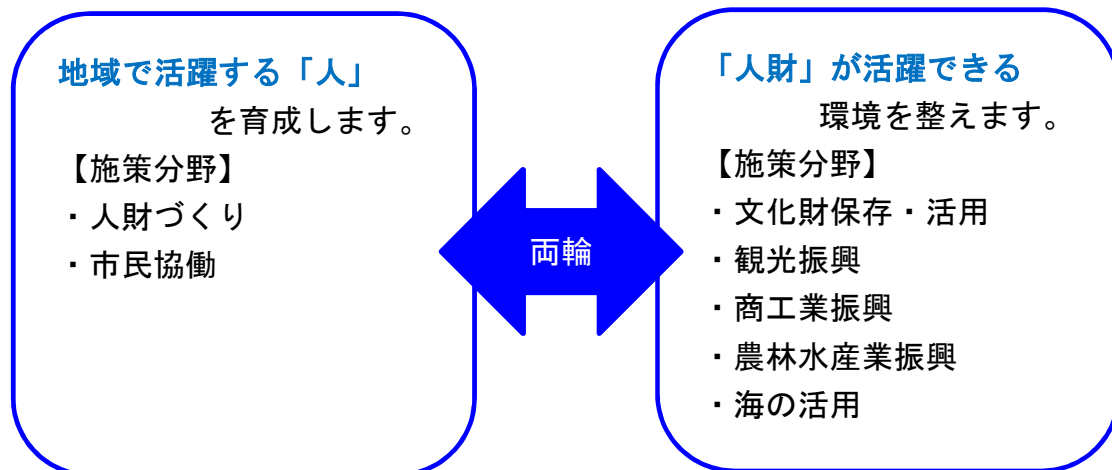 地域で活躍する「人」
を育成します。
【施策分野】
・人財づくり
・市民協働
両輪
「人財」が活躍できる
環境を整えます。
【施策分野】
・文化財保存・活用
・観光振興
・商工業振興
・農林水産業振興
・海の活用